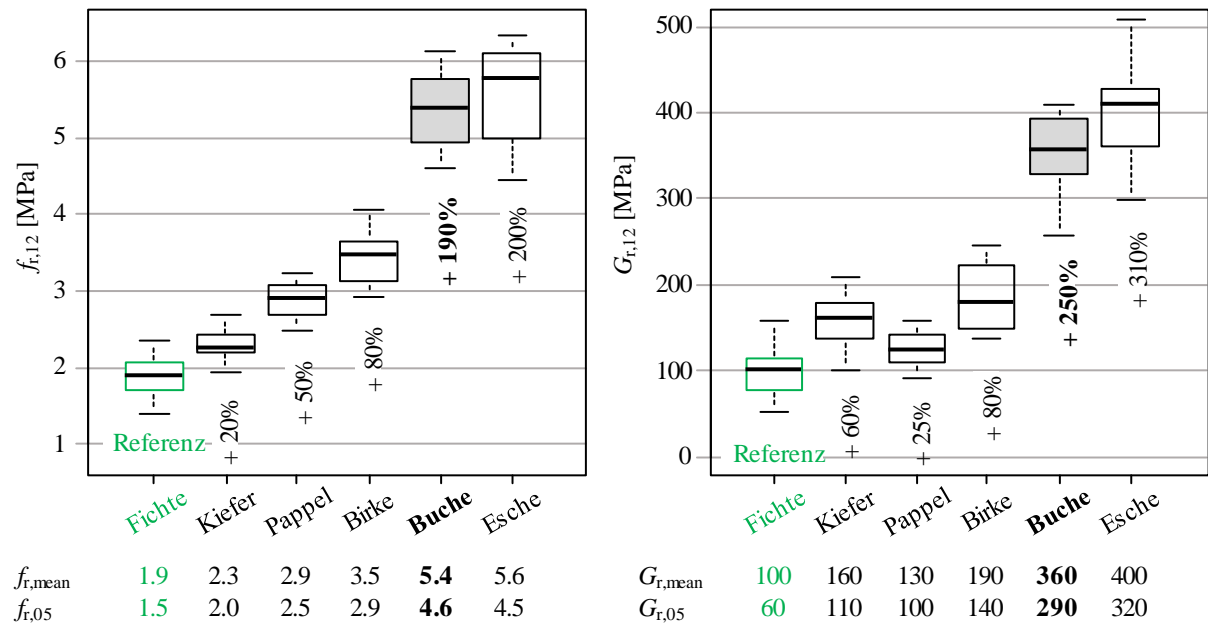 f_r,12 [MPa]
6
5
4
3
2
1
Referenz
+ 20%
+ 50%
+ 80%
+ 190%
+ 200%
Fichte
Kiefer
Pappel
Birke
Buche
Esche
f_r,mean 1.9 2.3 2.9 3.5 5.4 5.6
f_r,05 1.5 2.0 2.5 2.9 4.6 4.5
G_r,12 [MPa]
500
400
300
200
100
0
Referenz
+ 60%
+ 25%
+ 80%
+ 250%
+ 310%
Fichte
Kiefer
Pappel
Birke
Buche
Esche
G_r,mean 100 160 130 190 360 400
G_r,05 60 110 100 140 290 320